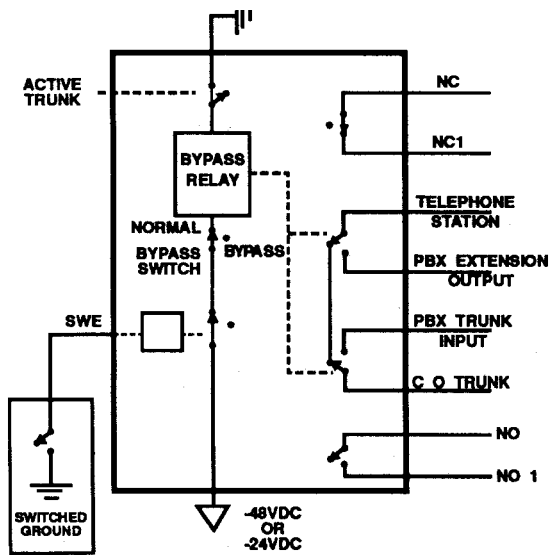 ACTIVE
TRUNK
NC
NC1
BYPASS
RELAY
TELEPHONE
STATION
NORMAL
BYPASS
BYPASS
SWITCH
PBX EXTENSION
OUTPUT
SWE
PBX TRUNK
INPUT
C O TRUNK
NO
NO 1
SWITCHED
GROUND
-48VDC
OR
-24VDC